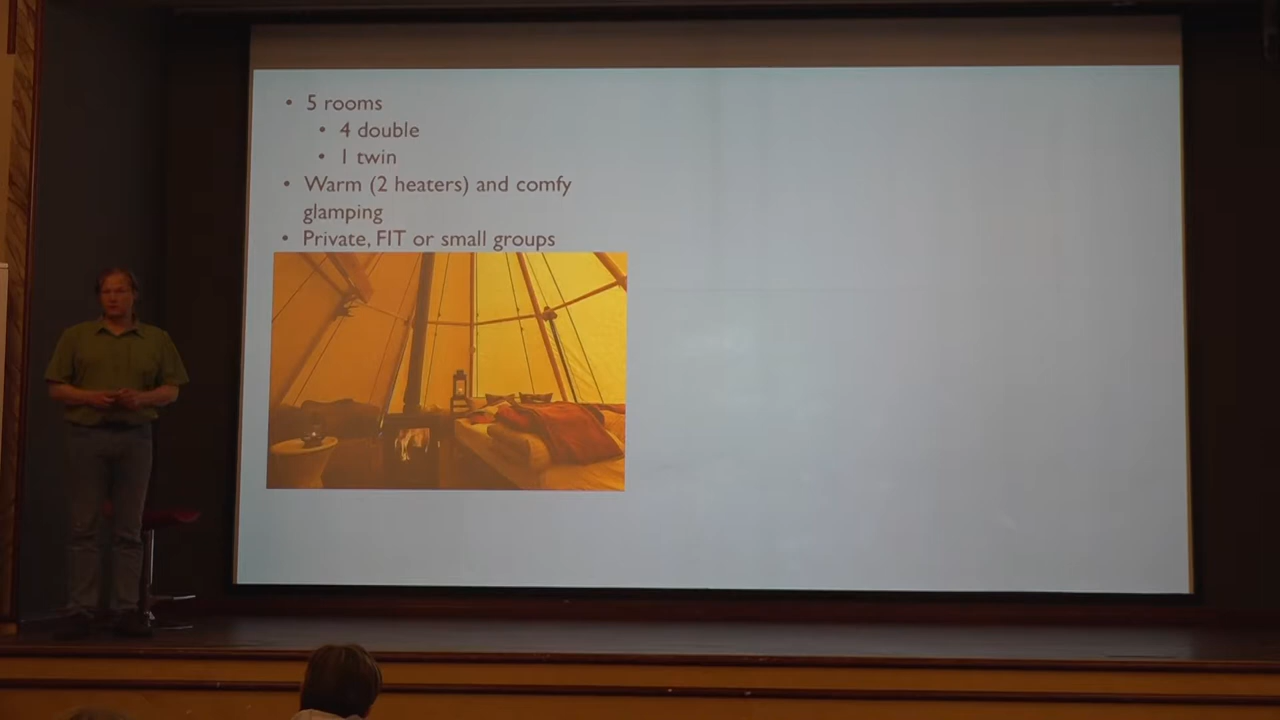 • 5 rooms
• 4 double
• 1 twin
• Warm (2 heaters) and comfy
glamping
• Private, FIT or small groups